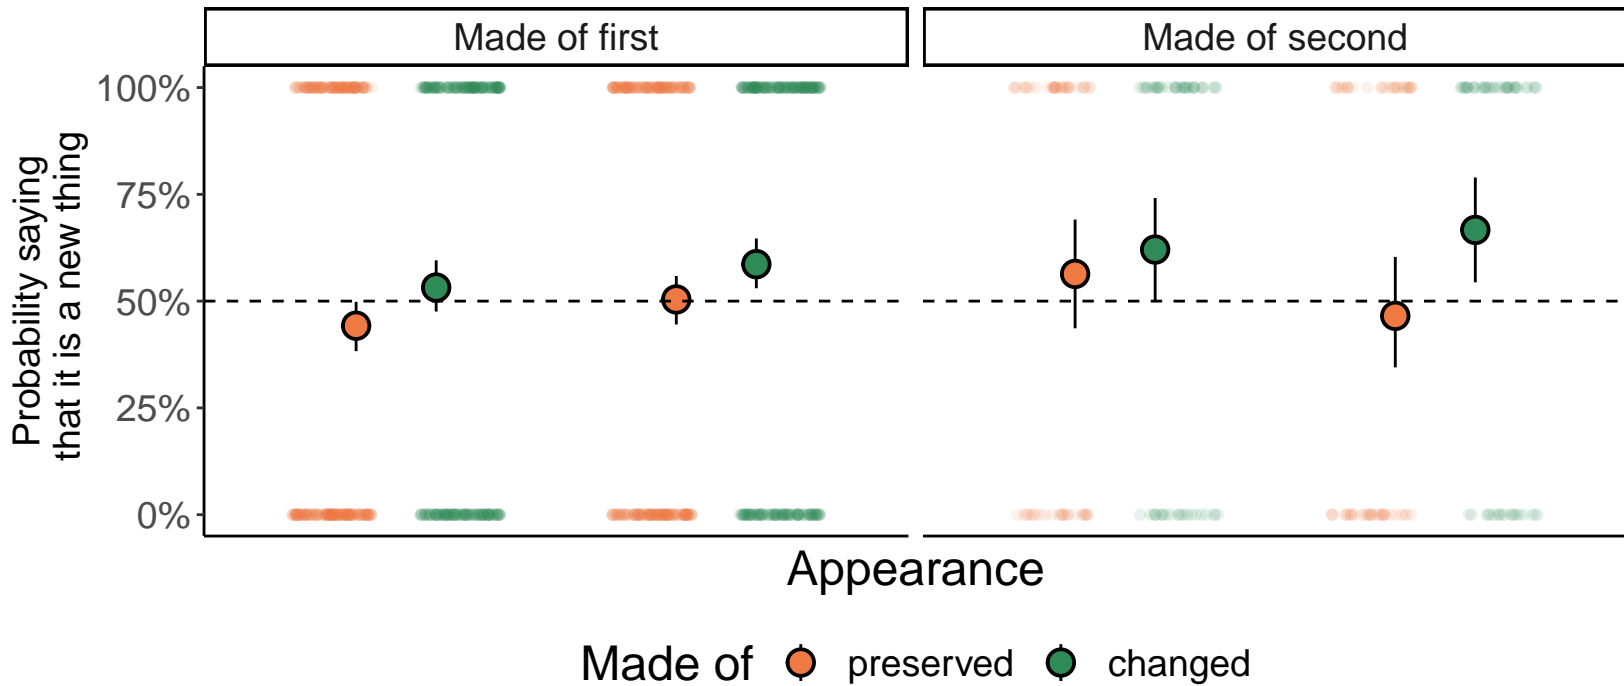 Made of first
Made of second
Probability saying
that it is a new thing
100%
75%
50%
25%
0%
Appearance
Made of preserved changed